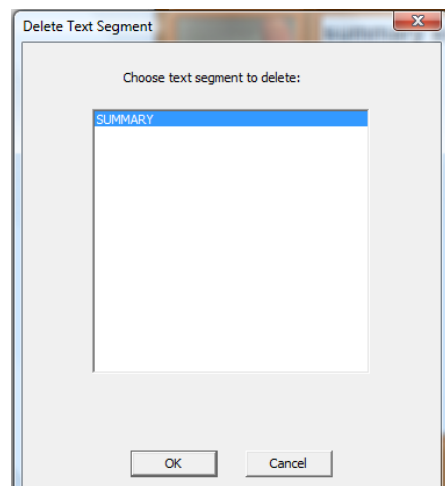 Delete Text Segment
Choose text segment to delete:
SUMMARY
OK
Cancel